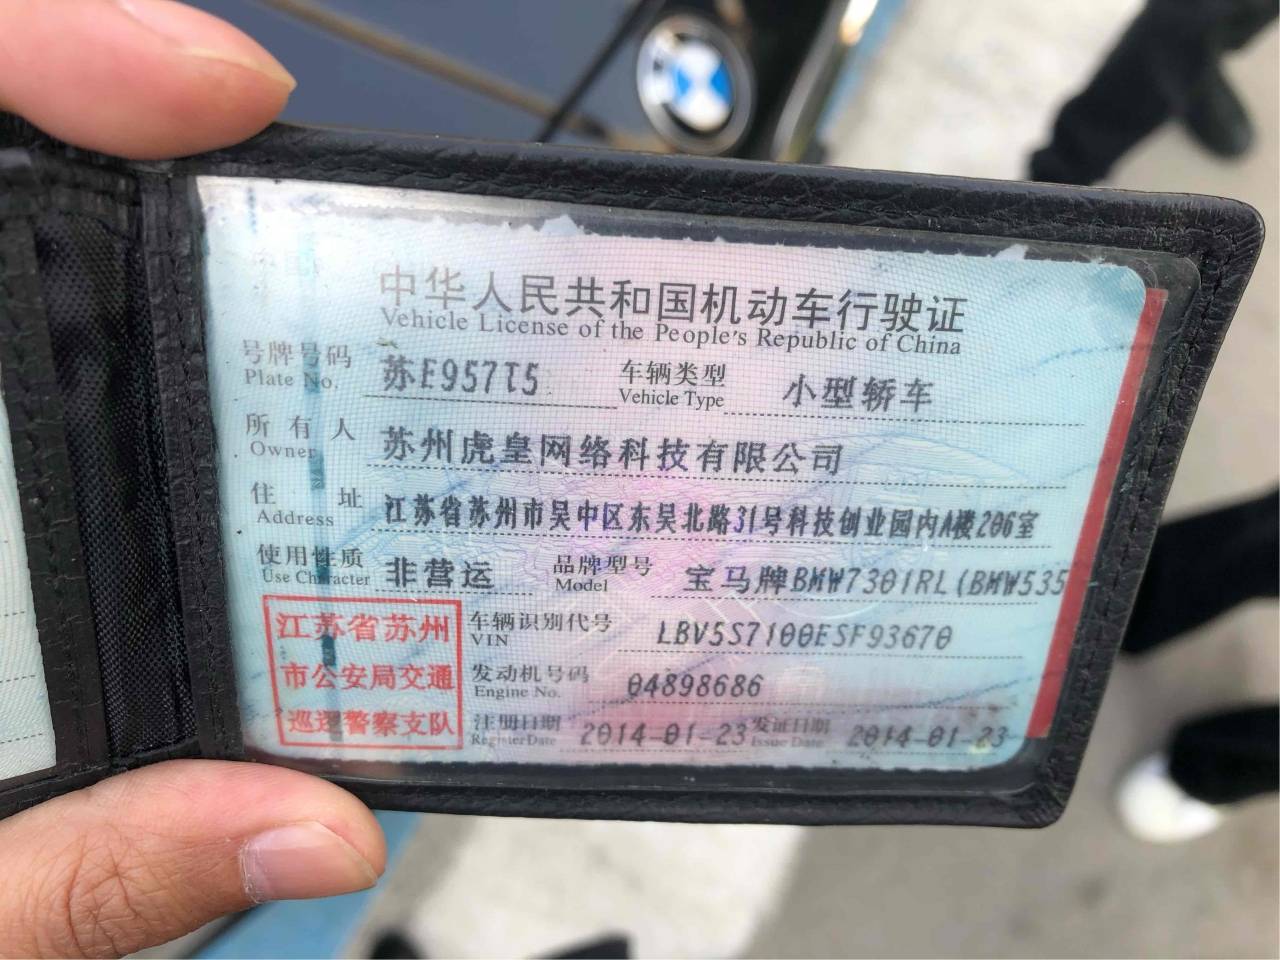 中华人民共和国机动车行驶证
Vehicle License of the People's Republic of China
号牌号码 苏E957T5 车辆类型 小型轿车
Plate No. Vehicle Type
所有人 苏州虎皇网络科技有限公司
Owner
住址 江苏省苏州市吴中区东吴北路31号科技创业园内A楼206室
Address
使用性质 非营运 品牌型号 宝马牌BMW7301RL(BMW535
Use Character Model
江苏省苏州 车辆识别代号 LBV5S7100ESF93670
VIN
市公安局交通 发动机号码 04898686
Engine No.
巡逻警察支队 注册日期 2014-01-23 发证日期 2014-01-23
Register Date Issue Date